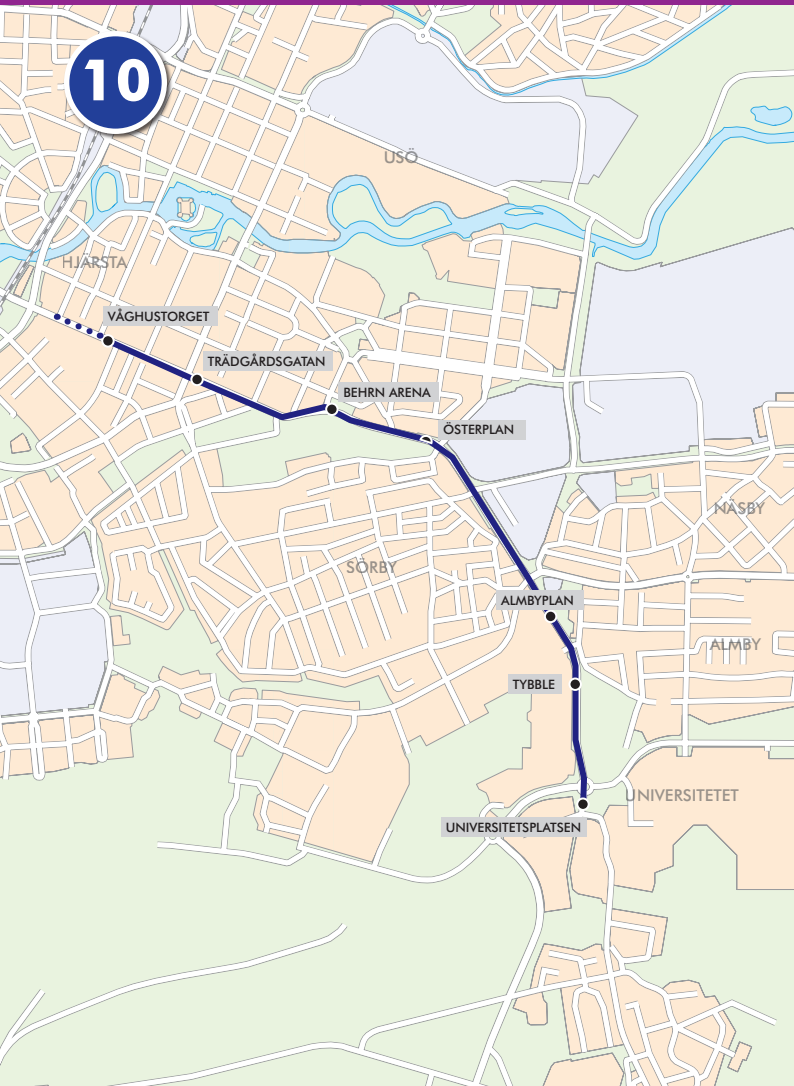 10
USÖ
HJÄRSTA
VÅGHUSTORGET
TRÄDGÅRDSGATAN
BEHRN ARENA
ÖSTERPLAN
NÄSBY
SÖRBY
ALMBYPLAN
ALMBY
TYBBLE
UNIVERSITETET
UNIVERSITETSPLATSEN